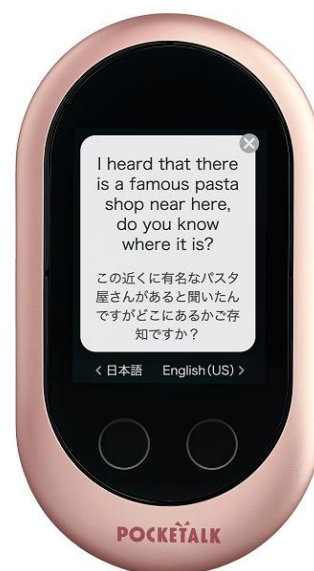 I heard that there
is a famous pasta
shop near here,
do you know
where it is?
この近くに有名なパスタ
屋さんがあると聞いたん
ですがどこにあるかご存
知ですか？
< 日本語 English(US) >
POCKETALK